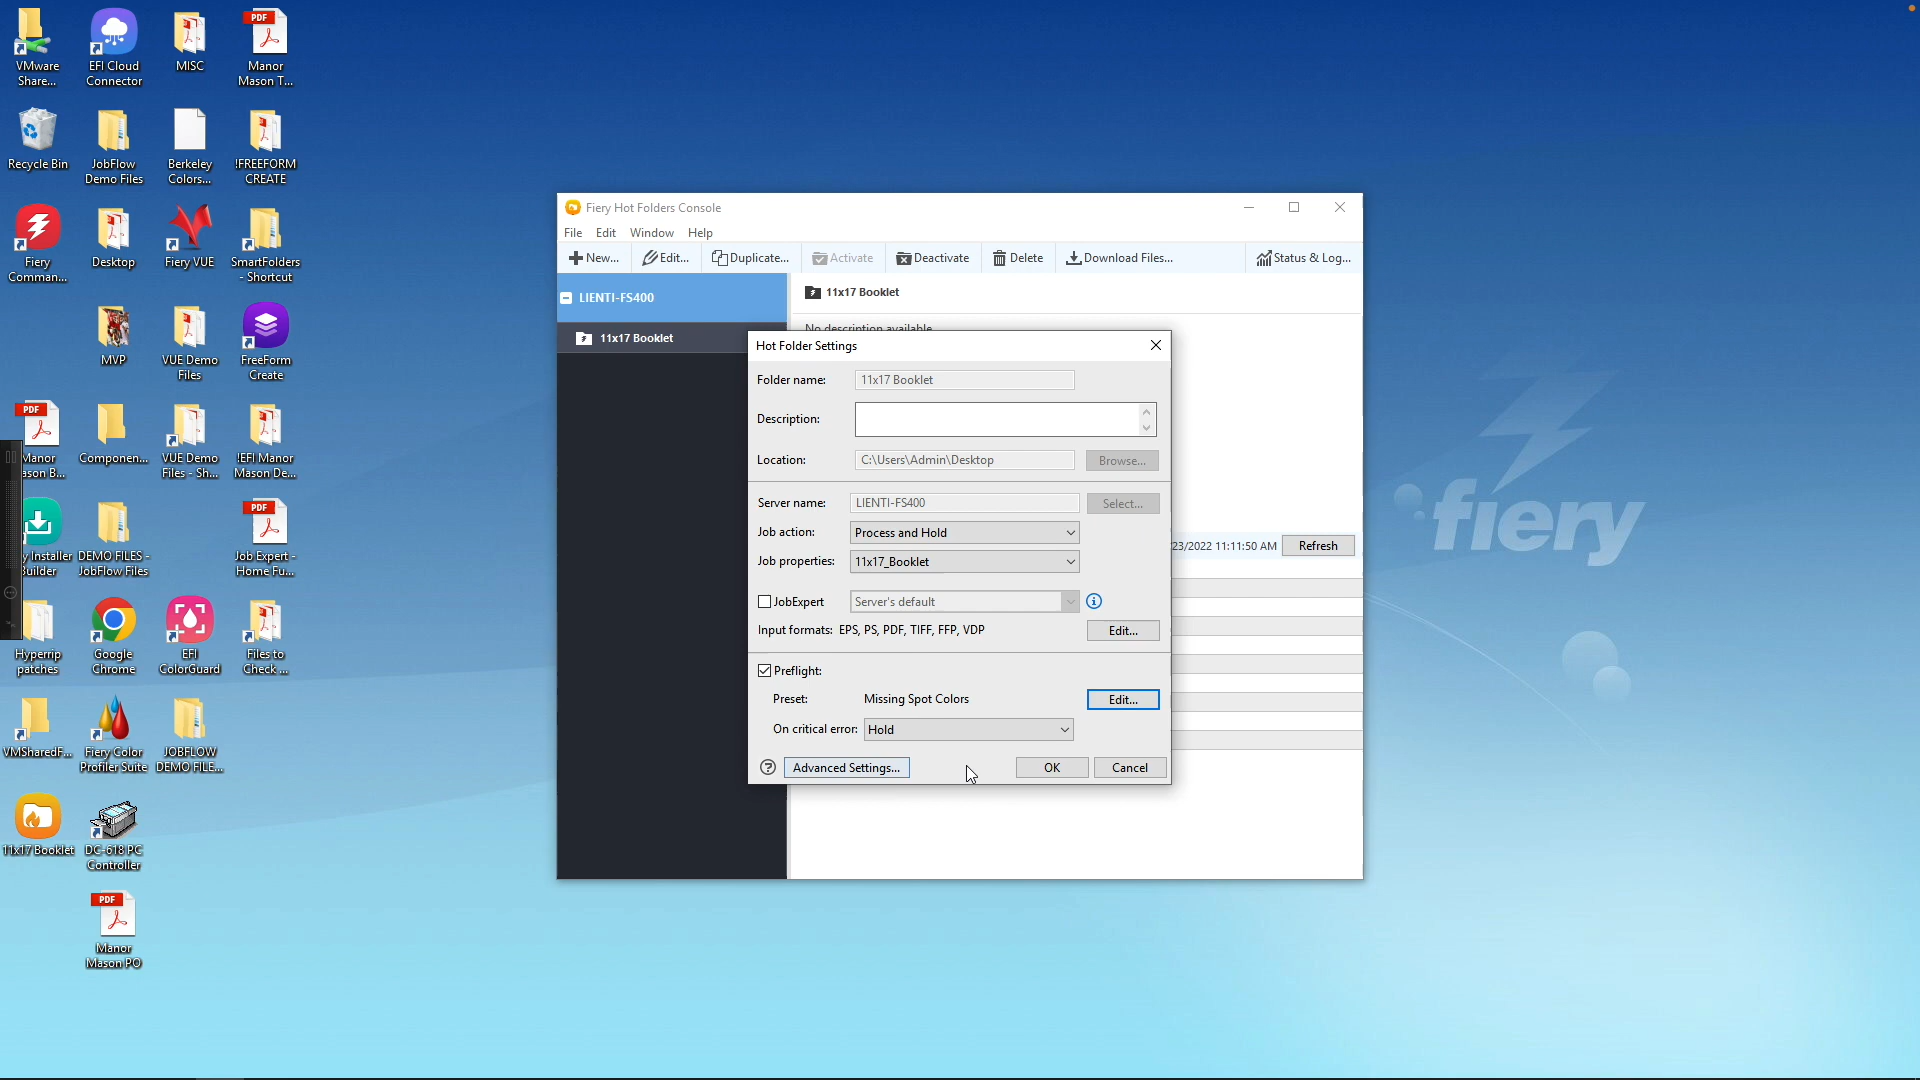 VMware
Share...
EFI Cloud
Connector
MISC
PDF
Manor
Mason T...
Recycle Bin
JobFlow
Demo Files
Berkeley
Colors...
!FREEFORM
CREATE
Fiery
Comman...
Desktop
Fiery VUE
SmartFolders
- Shortcut
MVP
VUE Demo
Files
FreeForm
Create
PDF
Manor
ason B...
Componen...
VUE Demo
Files - Sh...
!EFI Manor
Mason De...
y Installer
Builder
DEMO FILES -
JobFlow Files
PDF
Job Expert -
Home Fu...
Hyperrip
patches
Google
Chrome
EFI
ColorGuard
Files to
Check ...
VMSharedF...
Fiery Color
Profiler Suite
JOBFLOW
DEMO FILE...
11x17 Booklet
DC-618 PC
Controller
PDF
Manor
Mason PO
Fiery Hot Folders Console
File Edit Window Help
New... Edit... Duplicate... Activate Deactivate Delete Download Files... Status & Log...
LIENTI-FS400
11x17 Booklet
11x17 Booklet
No description available
23/2022 11:11:50 AM Refresh
Hot Folder Settings
Folder name: 11x17 Booklet
Description:
Location: C:\Users\Admin\Desktop Browse...
Server name: LIENTI-FS400 Select...
Job action: Process and Hold
Job properties: 11x17_Booklet
JobExpert Server's default
Input formats: EPS, PS, PDF, TIFF, FFP, VDP Edit...
Preflight:
Preset: Missing Spot Colors Edit...
On critical error: Hold
Advanced Settings... OK Cancel
fiery